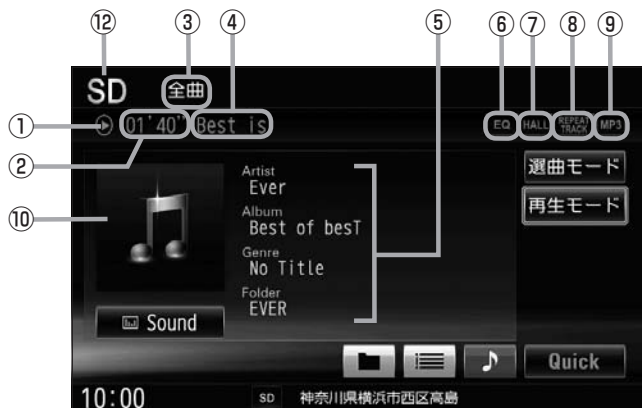 ⑫ ③ ④ ⑤ ⑥ ⑦ ⑧ ⑨
SD 全曲
① 01'40" Best is EQ HALL REPEAT TRACK MP3
②
選曲モード
再生モード
⑩
Artist
Ever
Album
Best of besT
Genre
No Title
Folder
EVER
Sound
Quick
10:00 SD 神奈川県横浜市西区高島